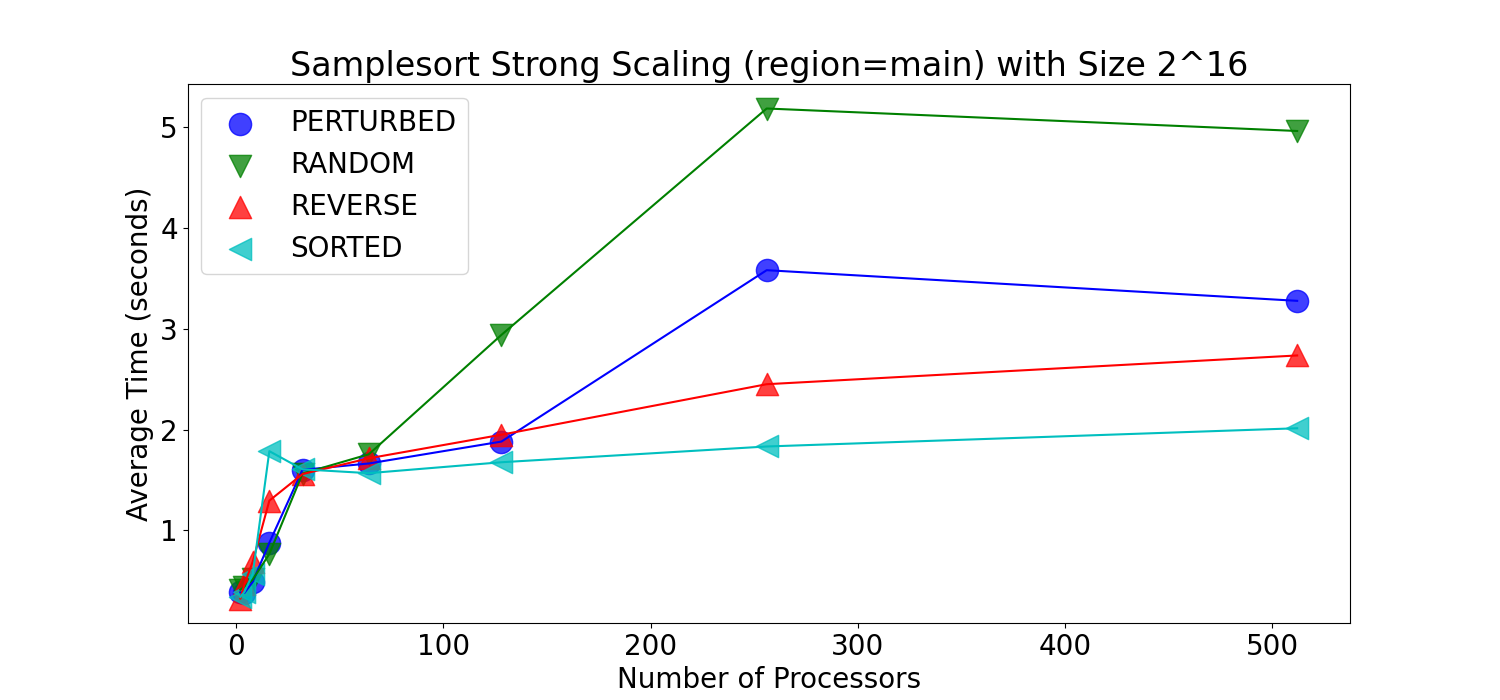 Samplesort Strong Scaling (region=main) with Size 2^16
PERTURBED
RANDOM
REVERSE
SORTED
Average Time (seconds)
5
4
3
2
1
0 100 200 300 400 500
Number of Processors